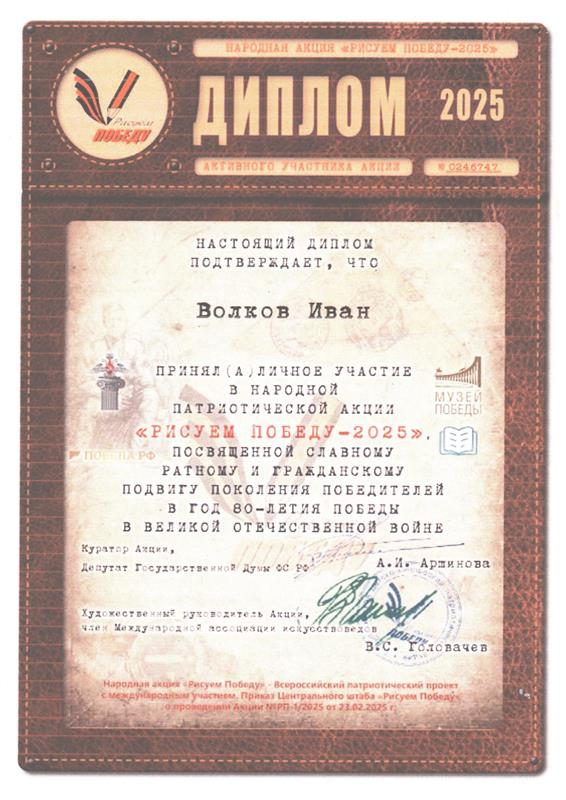 НАРОДНАЯ АКЦИЯ «РИСУЕМ ПОБЕДУ-2025»
Рисуем
ПОБЕДУ
ДИПЛОМ 2025
АКТИВНОГО УЧАСТНИКА АКЦИИ
№ 0246747
НАСТОЯЩИЙ ДИПЛОМ
ПОДТВЕРЖДАЕТ, ЧТО
Волков Иван
ПРИНЯЛ(А)ЛИЧНОЕ УЧАСТИЕ
В НАРОДНОЙ
ПАТРИОТИЧЕСКОЙ АКЦИИ
«РИСУЕМ ПОБЕДУ-2025»,
ПОСВЯЩЕННОЙ СЛАВНОМУ
РАТНОМУ И ГРАЖДАНСКОМУ
ПОДВИГУ ПОКОЛЕНИЯ ПОБЕДИТЕЛЕЙ
В ГОД 80-ЛЕТИЯ ПОБЕДЫ
В ВЕЛИКОЙ ОТЕЧЕСТВЕННОЙ ВОЙНЕ
МУЗЕЙ
ПОБЕДЫ
ПОБЕДА.РФ
Куратор Акции,
Депутат Государственной Думы ФС РФ
А.И. Аршинова
Художественный руководитель Акции,
член Международной ассоциации искусствоведов
В.С. Головачев
ПОБЕДУ
Народная акция «Рисуем Победу» - Всероссийский патриотический проект
с международным участием. Приказ Центрального штаба «Рисуем Победу»
о проведении Акции №РП-1/2025 от 23.02.2025 г.